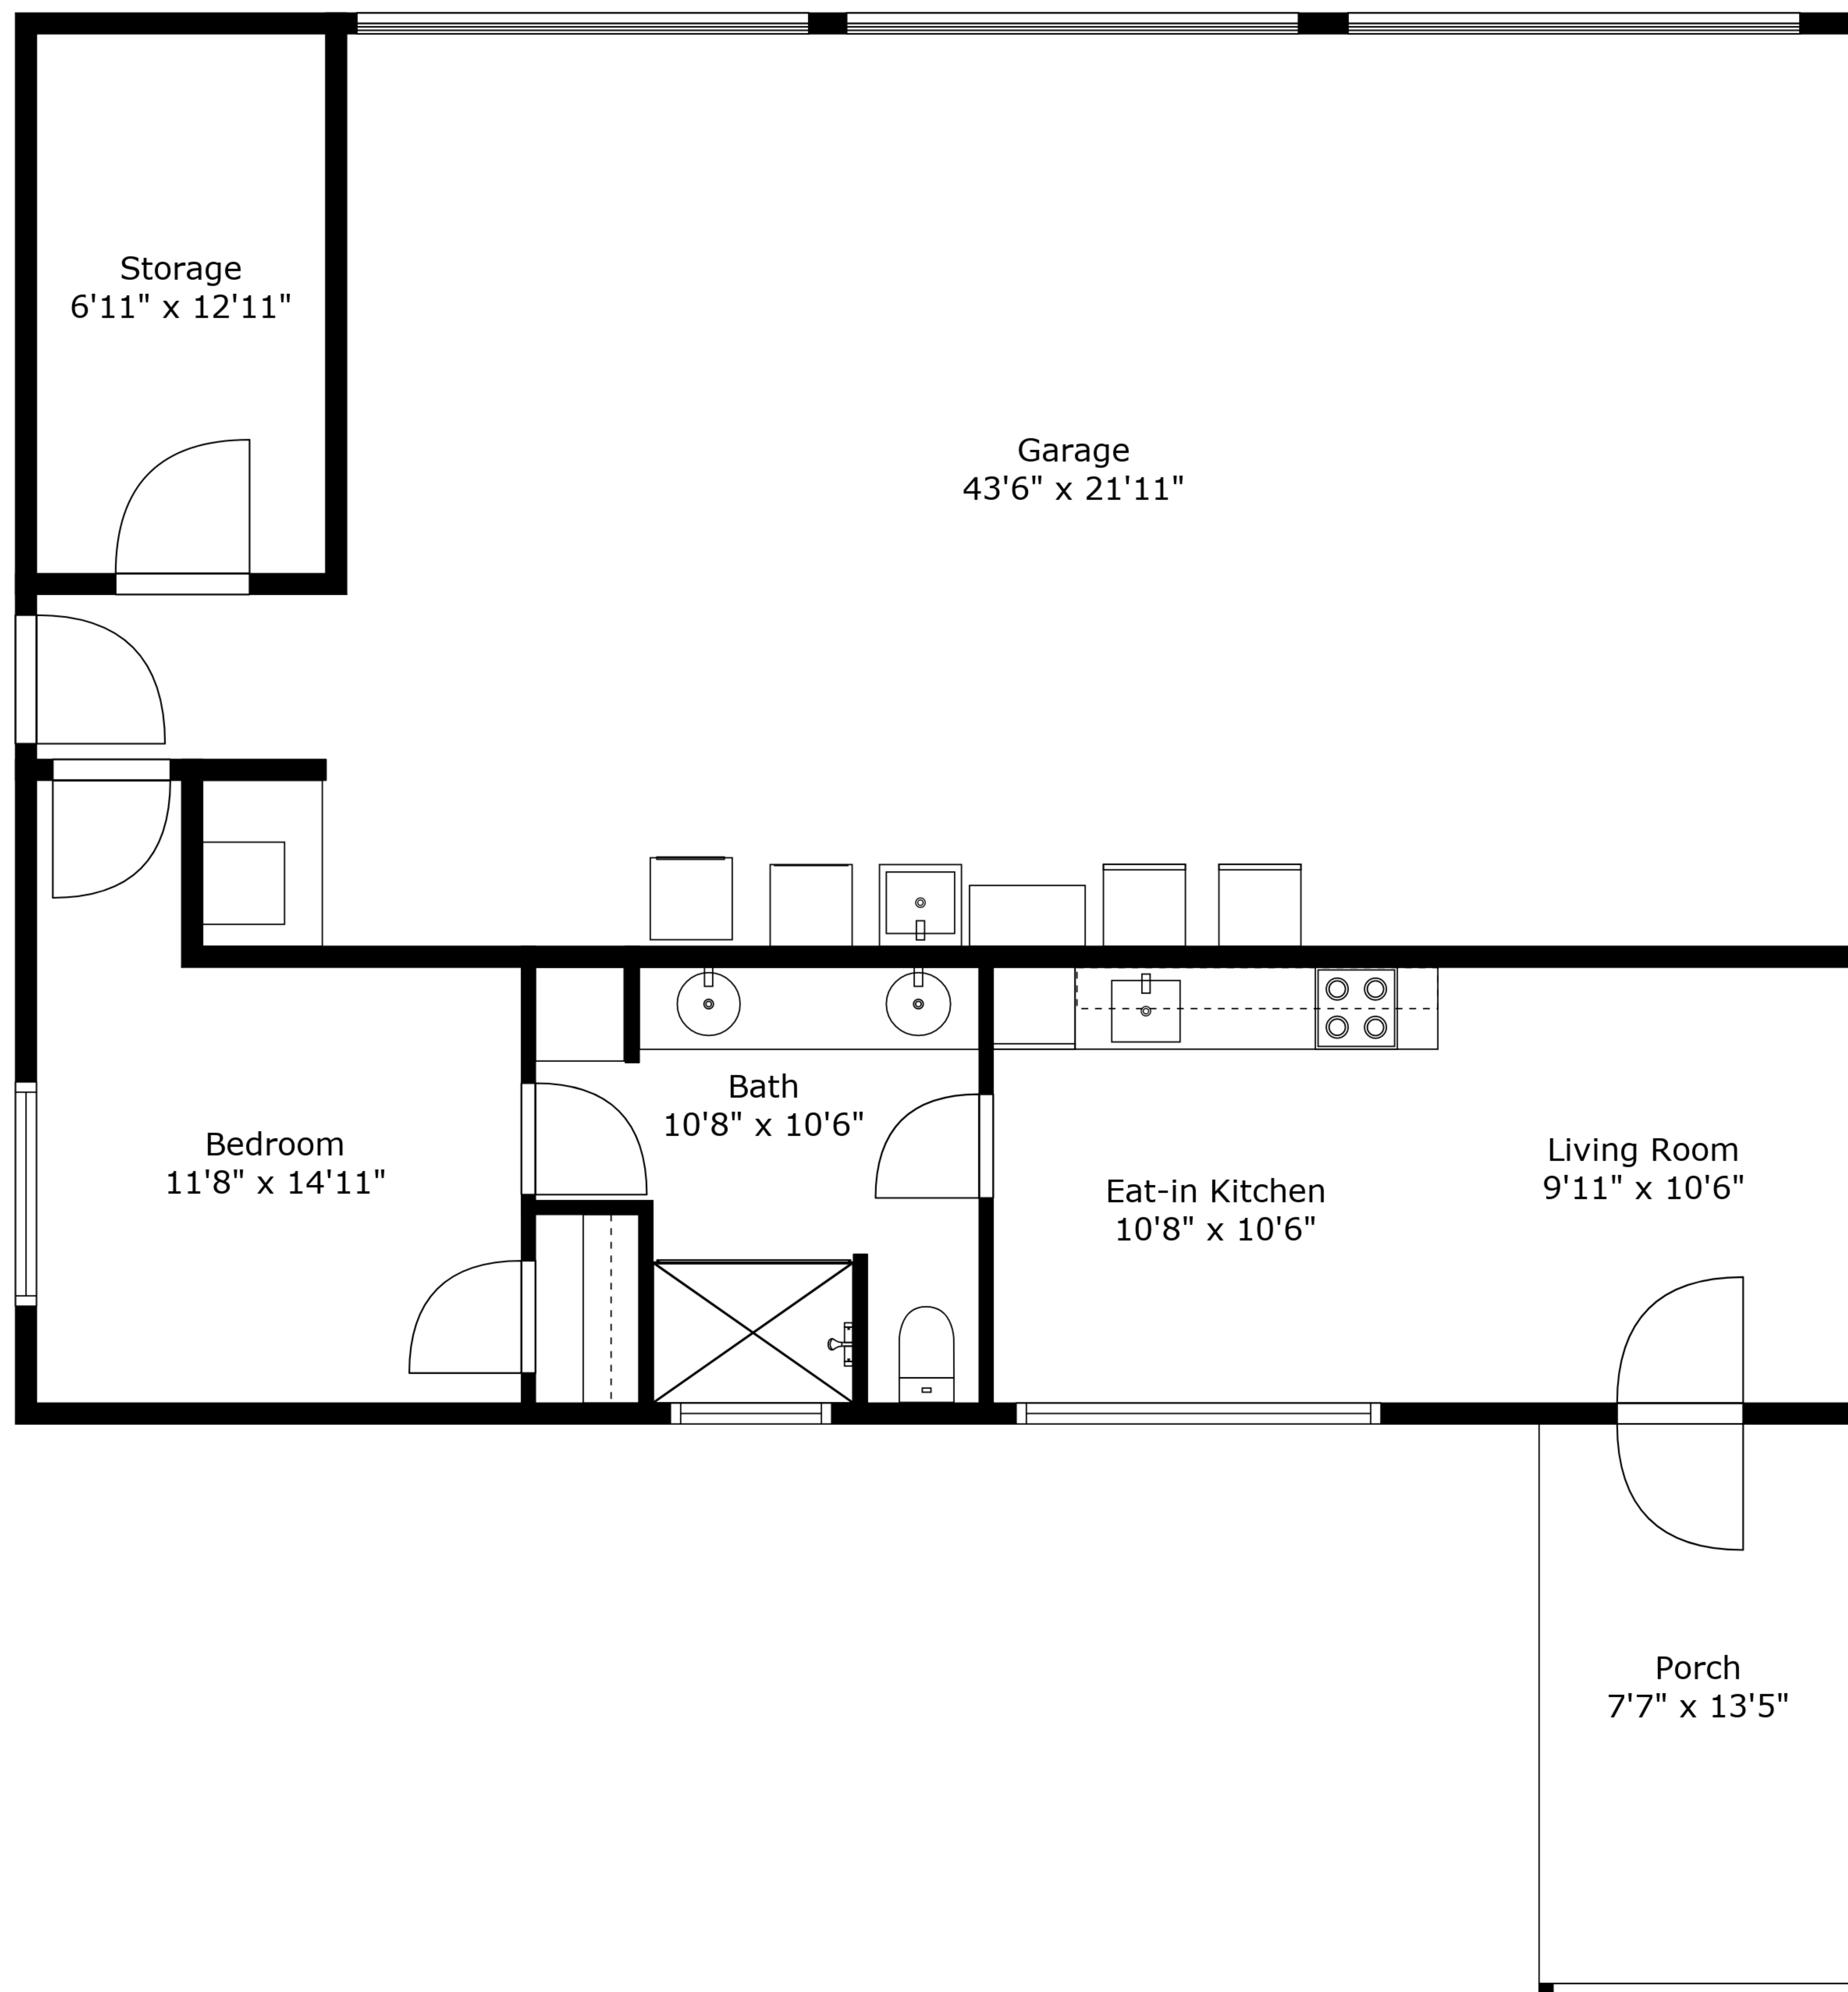 Storage
6'11" x 12'11"
Garage
43'6" x 21'11"
Bath
10'8" x 10'6"
Bedroom
11'8" x 14'11"
Living Room
9'11" x 10'6"
Eat-in Kitchen
10'8" x 10'6"
Porch
7'7" x 13'5"